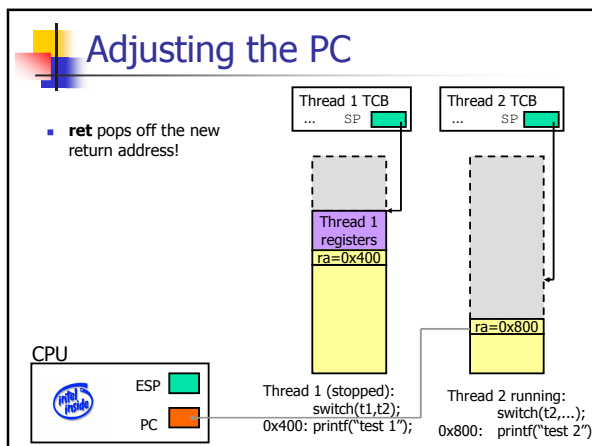 Adjusting the PC
ret pops off the new
return address!
Thread 1 TCB
... SP
Thread 2 TCB
... SP
Thread 1
registers
ra=0x400
ra=0x800
CPU
ESP
PC
intel
inside
Thread 1 (stopped):
switch(t1,t2);
0x400: printf("test 1");
Thread 2 running:
switch(t2,...);
0x800: printf("test 2")